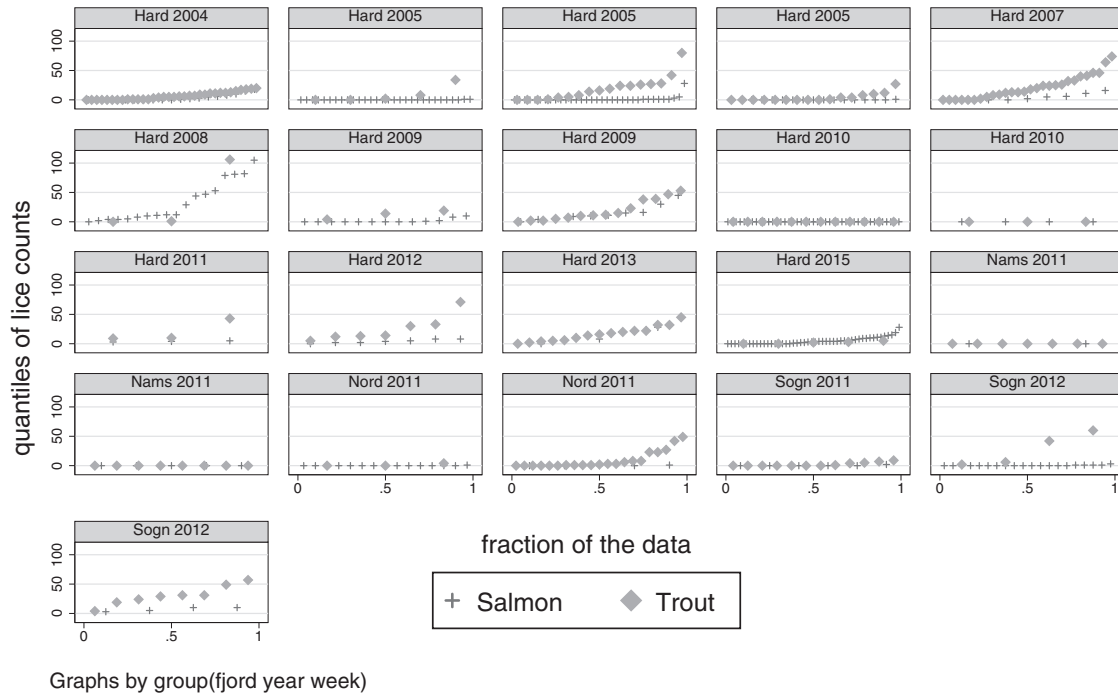 Hard 2004 Hard 2005 Hard 2005 Hard 2005 Hard 2007
0 50 100
Hard 2008 Hard 2009 Hard 2009 Hard 2010 Hard 2010
0 50 100
Hard 2011 Hard 2012 Hard 2013 Hard 2015 Nams 2011
0 50 100
Nams 2011 Nord 2011 Nord 2011 Sogn 2011 Sogn 2012
0 50 100
0 .5 1 0 .5 1 0 .5 1 0 .5 1
Sogn 2012
0 50 100
0 .5 1
quantiles of lice counts
fraction of the data
+ Salmon Trout
Graphs by group(fjord year week)